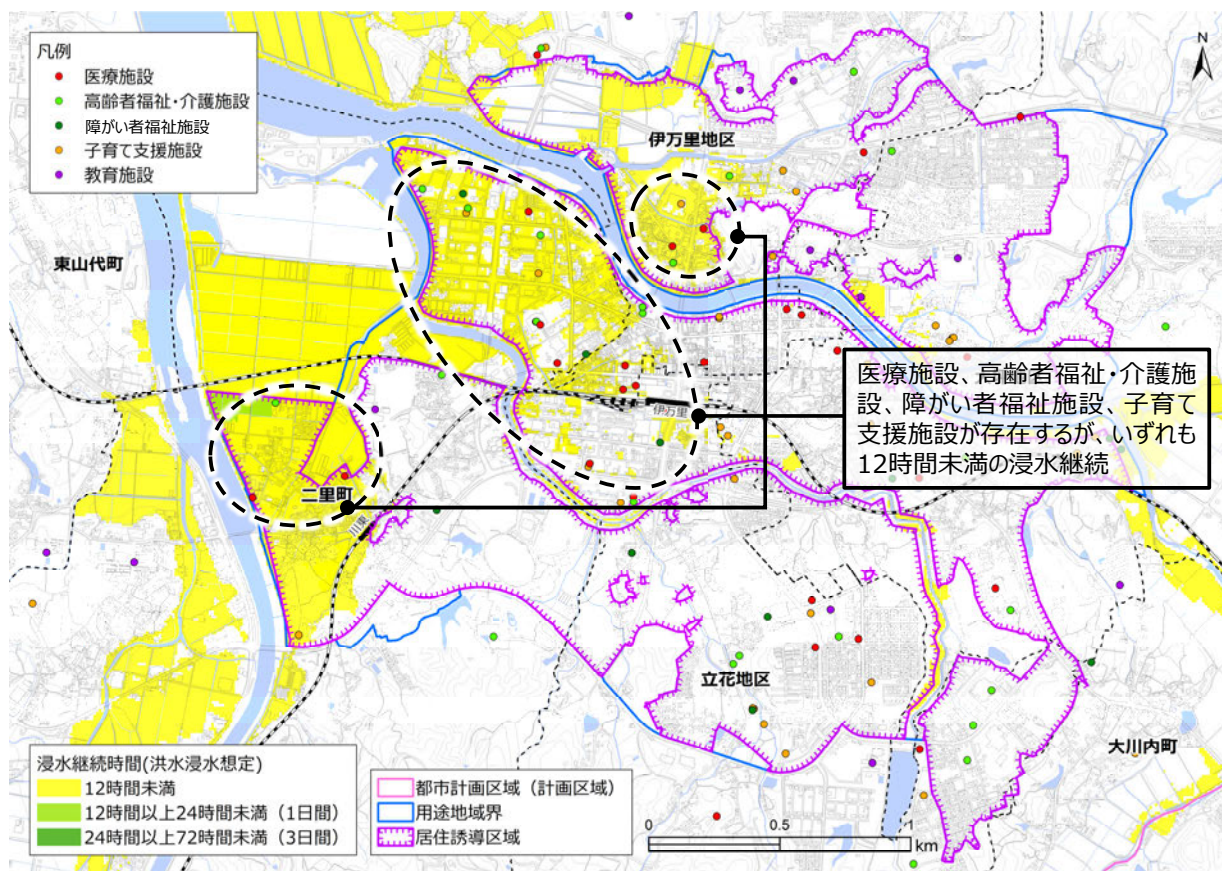 凡例
医療施設
高齢者福祉・介護施設
障がい者福祉施設
子育て支援施設
教育施設
N
伊万里地区
東山代町
医療施設、高齢者福祉・介護施
設、障がい者福祉施設、子育て
支援施設が存在するが、いずれも
12時間未満の浸水継続
伊万里
二里町
川東
立花地区
大川内町
浸水継続時間(洪水浸水想定)
12時間未満
12時間以上24時間未満（1日間）
24時間以上72時間未満（3日間）
都市計画区域（計画区域）
用途地域界
居住誘導区域
0 0.5 1
km